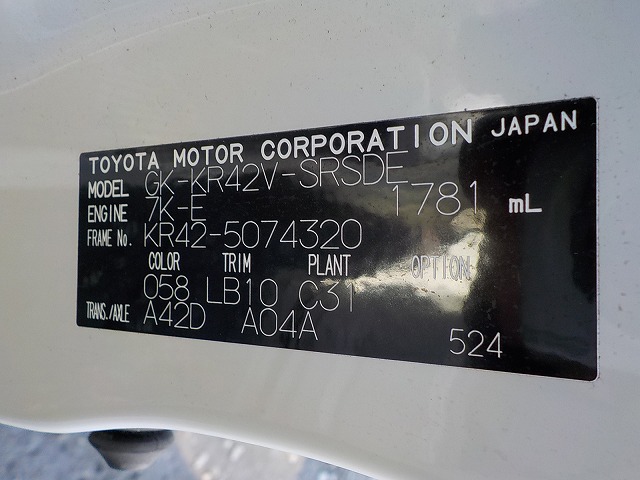 TOYOTA MOTOR CORPORATION JAPAN
MODEL GK-KR42V-SRSDE
ENGINE 7K-E 1781 mL
FRAME No. KR42-5074320
COLOR TRIM PLANT OPTION
058 LB10 C31
TRANS./AXLE A42D A04A
524